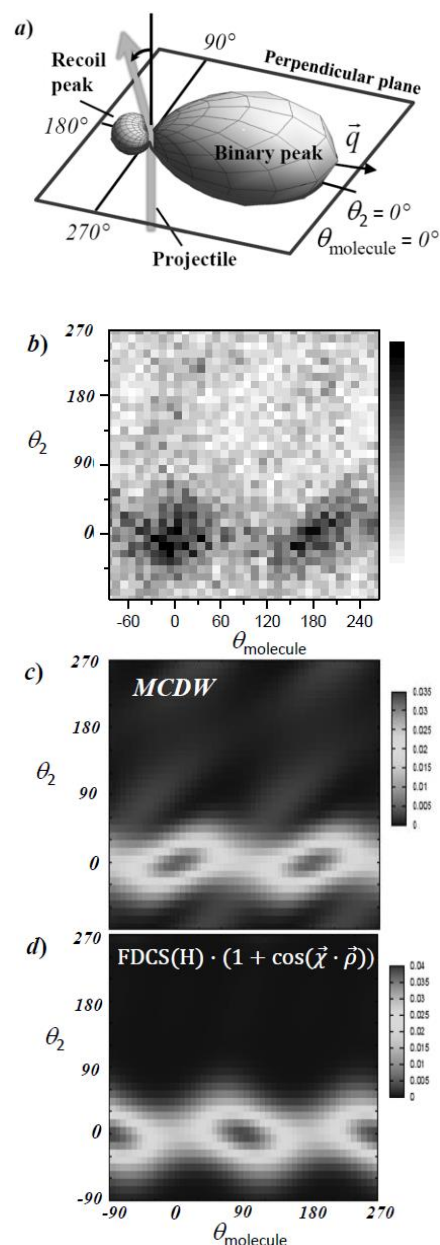 a)
Recoil peak
90°
Perpendicular plane
180°
Binary peak
q⃗
θ₂ = 0°
θmolecule = 0°
270°
Projectile
b)
270
180
90
0
θ₂
-60 0 60 120 180 240
θmolecule
c)
MCDW
270
180
90
0
θ₂
0.035
0.03
0.025
0.02
0.015
0.01
0.005
0
d)
FDCS(H) · (1 + cos(χ⃗ · ρ⃗))
270
180
90
0
-90
θ₂
0.04
0.035
0.03
0.025
0.02
0.015
0.01
0.005
0
-90 0 90 180 270
θmolecule